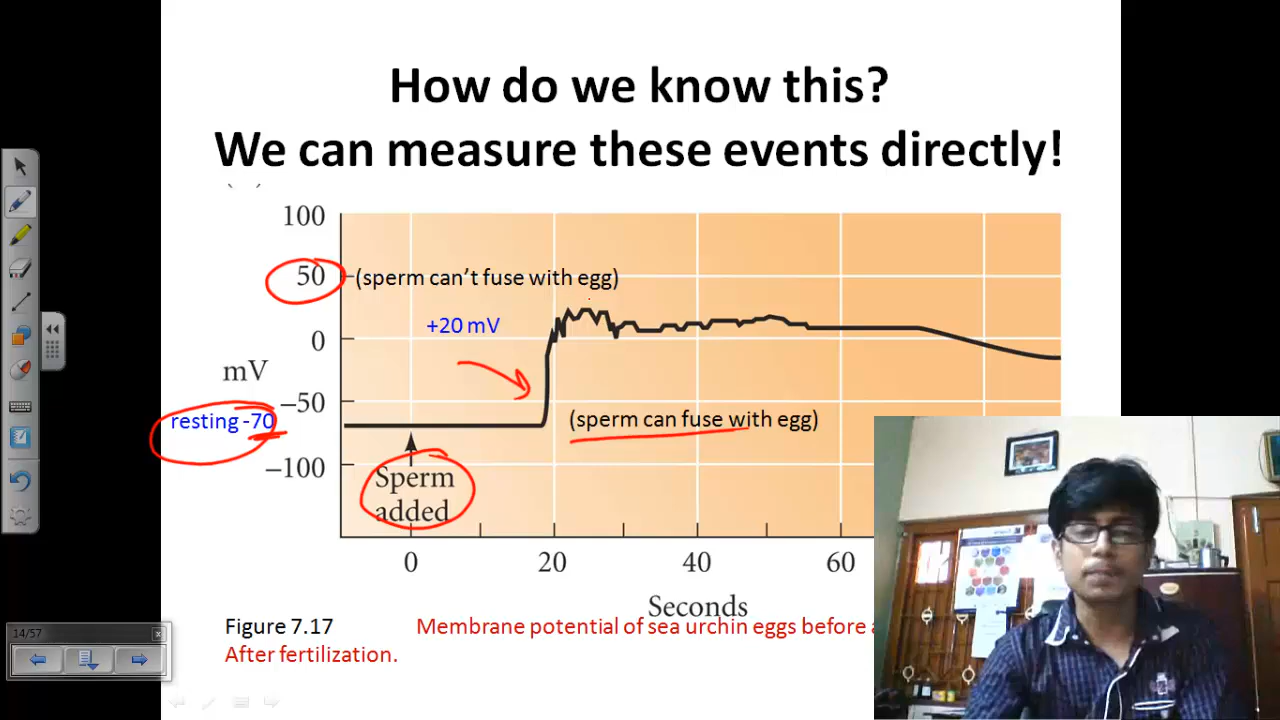 How do we know this?
We can measure these events directly!
100
50
(sperm can't fuse with egg)
+20 mV
0
mV
–50
resting -70
(sperm can fuse with egg)
–100
Sperm
added
0
20
40
60
Seconds
Figure 7.17
Membrane potential of sea urchin eggs before
After fertilization.
14/57